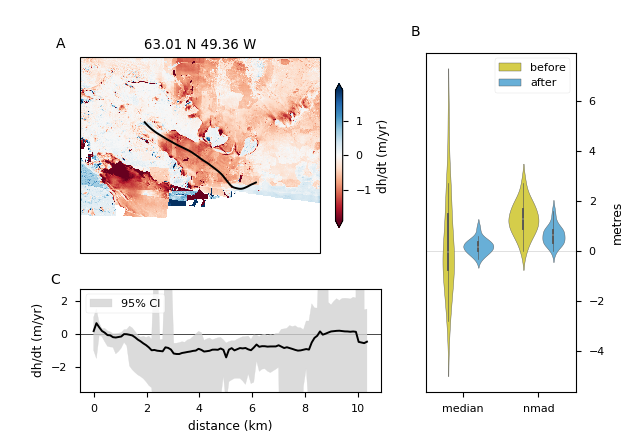 A
63.01 N 49.36 W
1
0
−1
dh/dt (m/yr)
B
before
after
6
4
2
0
−2
−4
metres
median
nmad
C
95% CI
2
0
−2
dh/dt (m/yr)
0
2
4
6
8
10
distance (km)